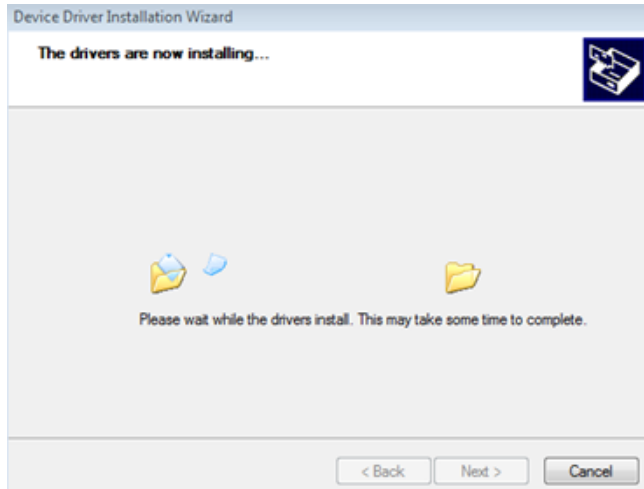 Device Driver Installation Wizard
The drivers are now installing...
Please wait while the drivers install. This may take some time to complete.
< Back Next > Cancel